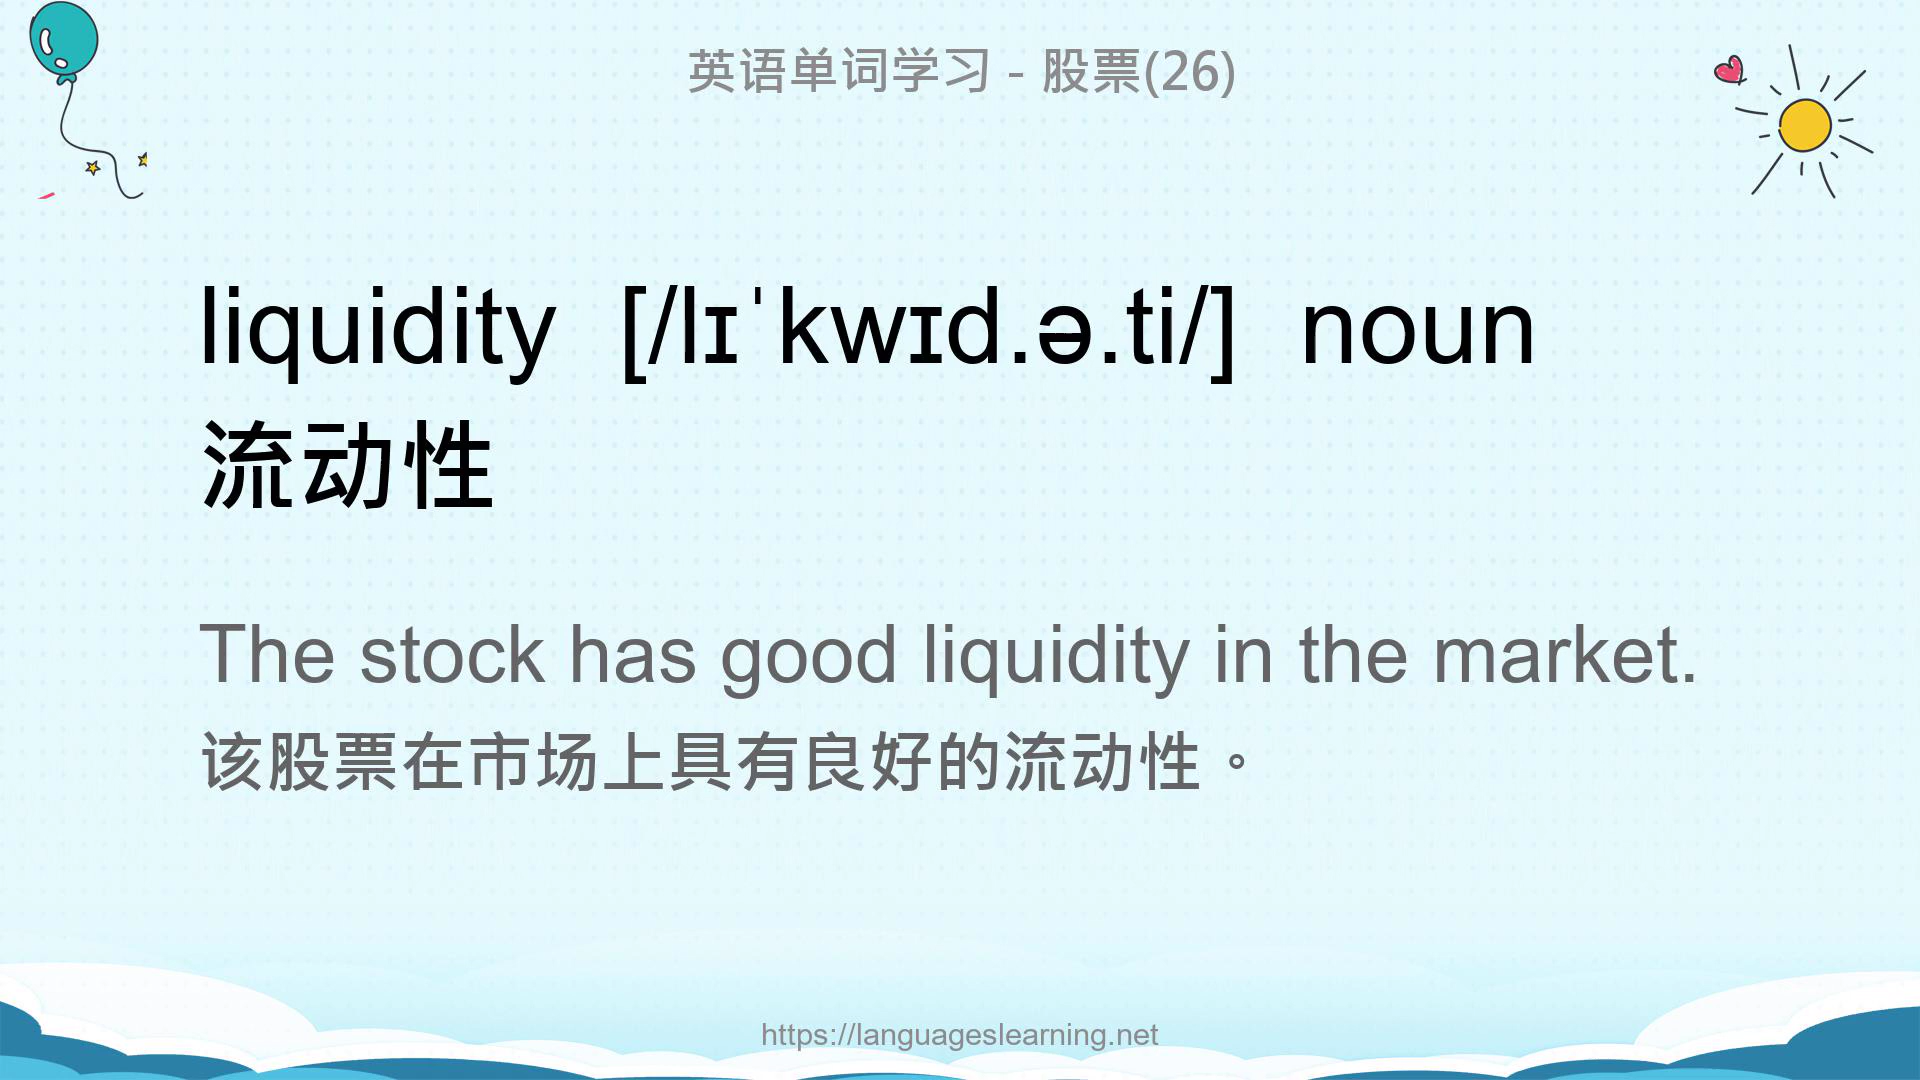 英语单词学习 - 股票(26)
liquidity [/lɪˈkwɪd.ə.ti/] noun
流动性
The stock has good liquidity in the market.
该股票在市场上具有良好的流动性。
https://languageslearning.net